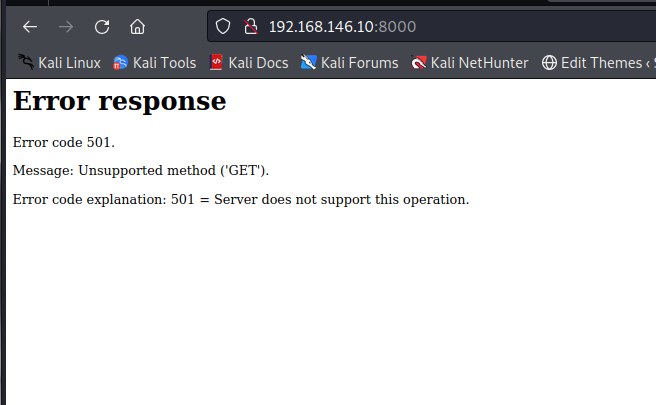 192.168.146.10:8000
Kali Linux Kali Tools Kali Docs Kali Forums Kali NetHunter Edit Themes ‹
Error response
Error code 501.
Message: Unsupported method ('GET').
Error code explanation: 501 = Server does not support this operation.